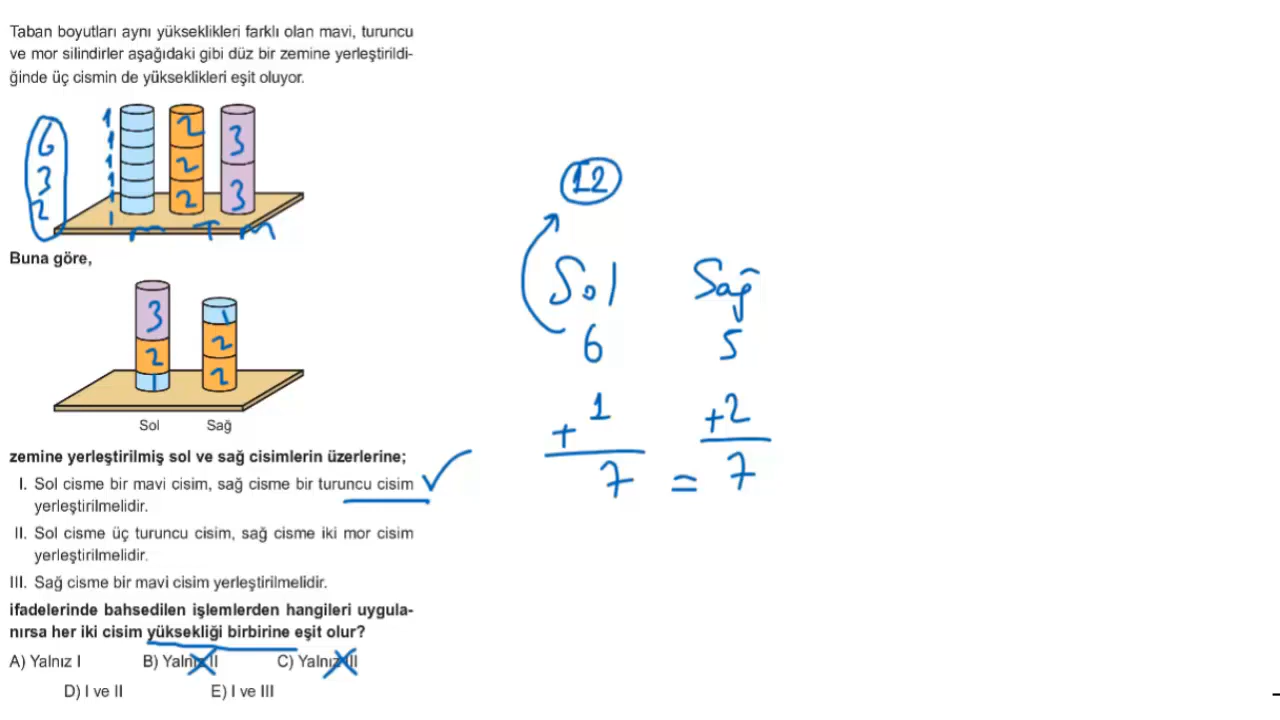 Taban boyutları aynı yükseklikleri farklı olan mavi, turuncu
ve mor silindirler aşağıdaki gibi düz bir zemine yerleştirildi-
ğinde üç cismin de yükseklikleri eşit oluyor.
6
3
2
1
1
1
1
1
2
2
2
3
3
M T M
Buna göre,
3
2
1
1
2
2
Sol Sağ
zemine yerleştirilmiş sol ve sağ cisimlerin üzerlerine;
I. Sol cisme bir mavi cisim, sağ cisme bir turuncu cisim
yerleştirilmelidir.
II. Sol cisme üç turuncu cisim, sağ cisme iki mor cisim
yerleştirilmelidir.
III. Sağ cisme bir mavi cisim yerleştirilmelidir.
ifadelerinde bahsedilen işlemlerden hangileri uygula-
nırsa her iki cisim yüksekliği birbirine eşit olur?
A) Yalnız I B) Yalnız II C) Yalnız III
D) I ve II E) I ve III
12
Sol Sağ
6 5
+ 1 +2
7 = 7